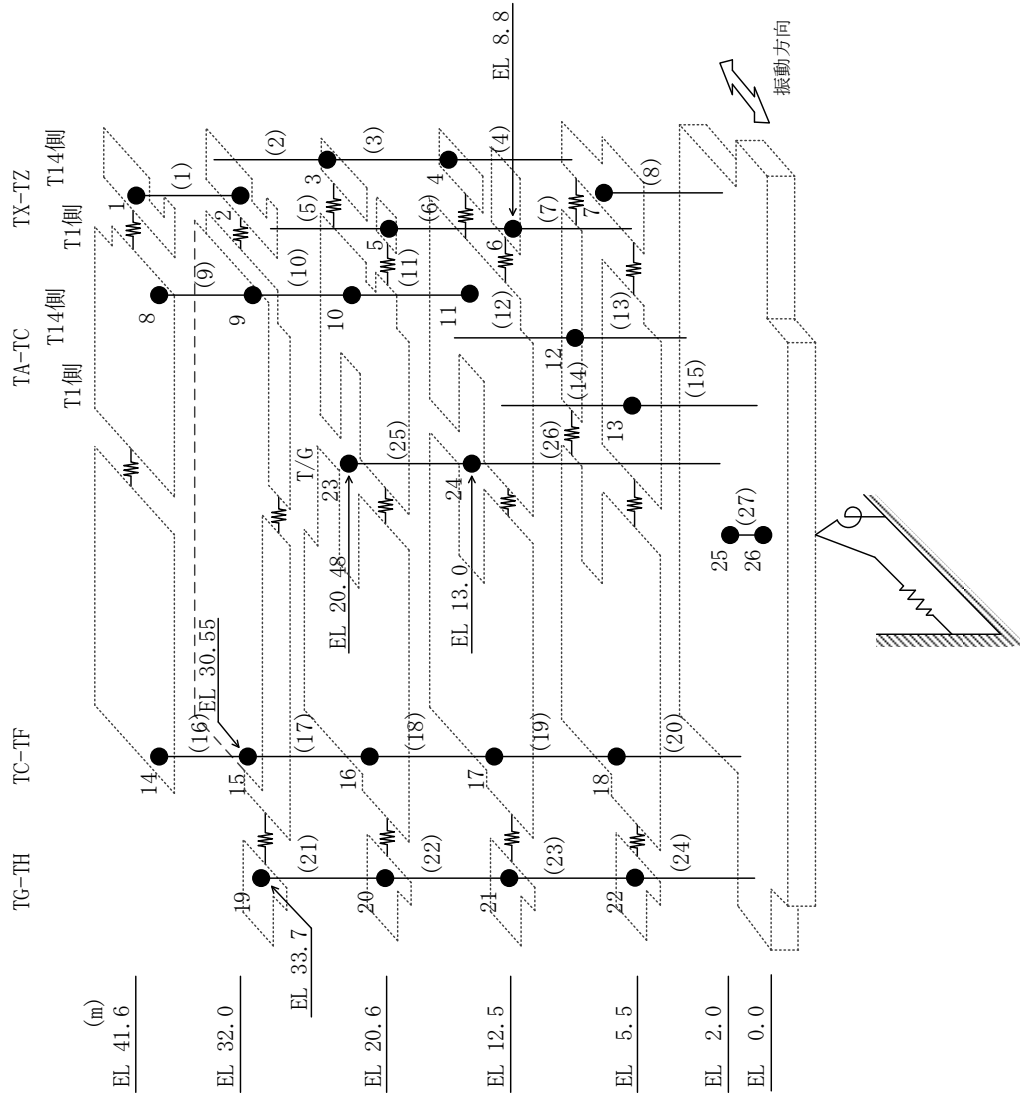 TG-TH
TC-TF
TA-TC
T1側
T14側
TX-TZ
T1側
T14側
(m)
EL 41.6
EL 32.0
EL 20.6
EL 12.5
EL 5.5
EL 2.0
EL 0.0
EL 33.7
EL 30.55
EL 20.48
EL 13.0
EL 8.8
T/G
振動方向
1
2
3
4
5
6
7
8
9
10
11
12
13
14
15
16
17
18
19
20
21
22
23
24
25
26
(1)
(2)
(3)
(4)
(5)
(6)
(7)
(8)
(9)
(10)
(11)
(12)
(13)
(14)
(15)
(16)
(17)
(18)
(19)
(20)
(21)
(22)
(23)
(24)
(25)
(26)
(27)